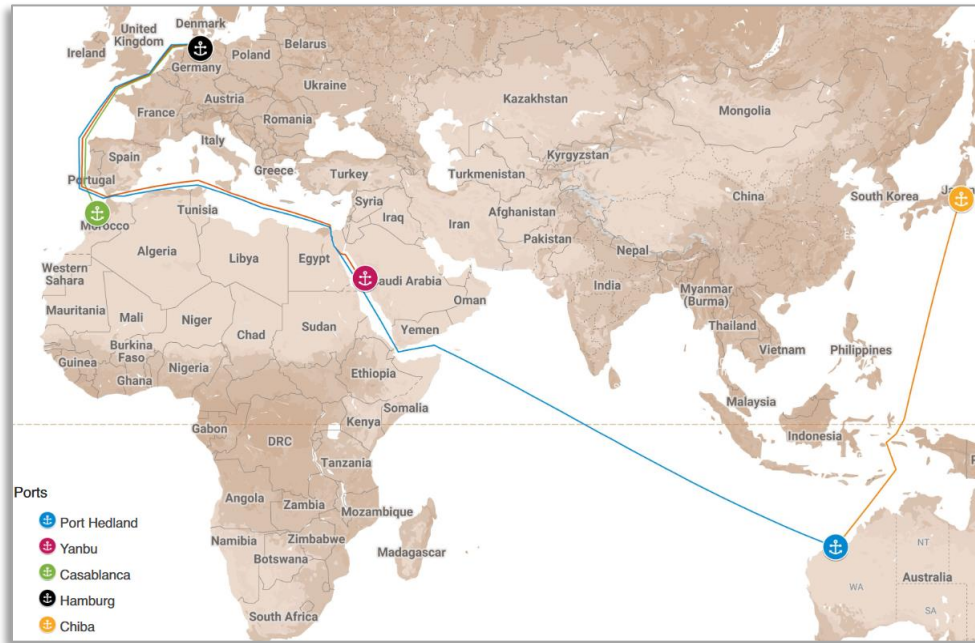 United
Kingdom
Denmark
Ireland
Belarus
Poland
Germany
Ukraine
Kazakhstan
Mongolia
Austria
France
Romania
Italy
Kyrgyzstan
Spain
Greece
Turkey
Turkmenistan
China
South Korea
Portugal
Tunisia
Syria
Afghanistan
Iraq
Iran
Morocco
Pakistan
Nepal
Algeria
Libya
Egypt
Saudi Arabia
Western
Sahara
India
Myanmar
(Burma)
Oman
Mauritania
Mali
Niger
Chad
Sudan
Yemen
Thailand
Burkina
Faso
Vietnam
Philippines
Guinea
Nigeria
Ghana
Ethiopia
Somalia
Malaysia
Gabon
Kenya
DRC
Indonesia
Tanzania
Angola
Zambia
Mozambique
Namibia
Zimbabwe
Madagascar
Botswana
NT
Australia
WA
SA
South Africa
Ports
Port Hedland
Yanbu
Casablanca
Hamburg
Chiba